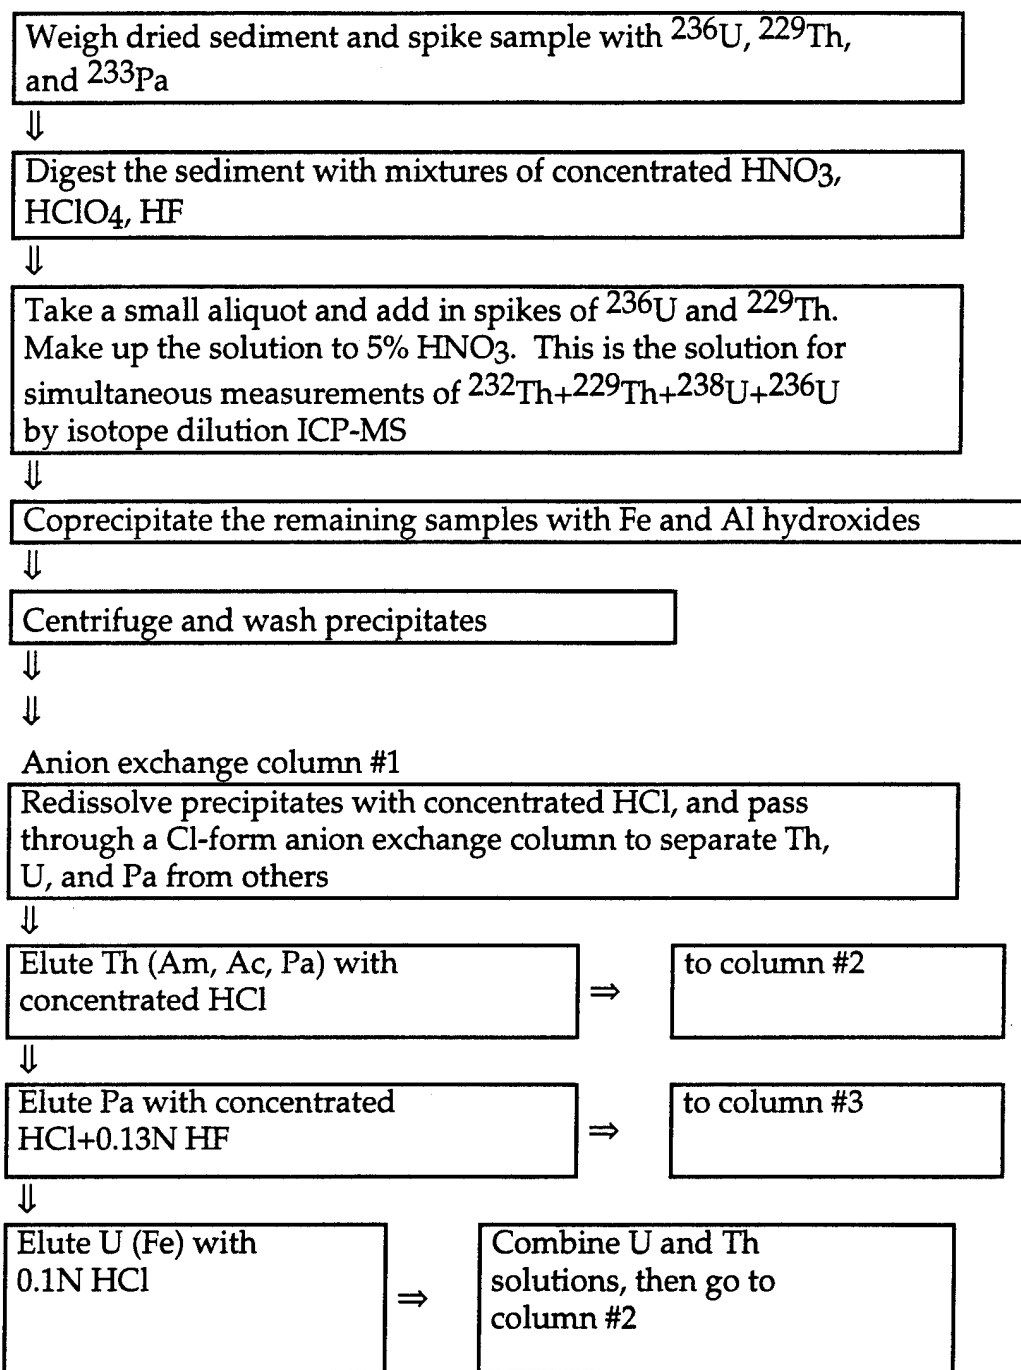 Weigh dried sediment and spike sample with 236U, 229Th,
and 233Pa
⇓
Digest the sediment with mixtures of concentrated HNO3,
HClO4, HF
⇓
Take a small aliquot and add in spikes of 236U and 229Th.
Make up the solution to 5% HNO3. This is the solution for
simultaneous measurements of 232Th+229Th+238U+236U
by isotope dilution ICP-MS
⇓
Coprecipitate the remaining samples with Fe and Al hydroxides
⇓
Centrifuge and wash precipitates
⇓
⇓
Anion exchange column #1
Redissolve precipitates with concentrated HCl, and pass
through a Cl-form anion exchange column to separate Th,
U, and Pa from others
⇓
Elute Th (Am, Ac, Pa) with
concentrated HCl
⇒
to column #2
⇓
Elute Pa with concentrated
HCl+0.13N HF
⇒
to column #3
⇓
Elute U (Fe) with
0.1N HCl
⇒
Combine U and Th
solutions, then go to
column #2